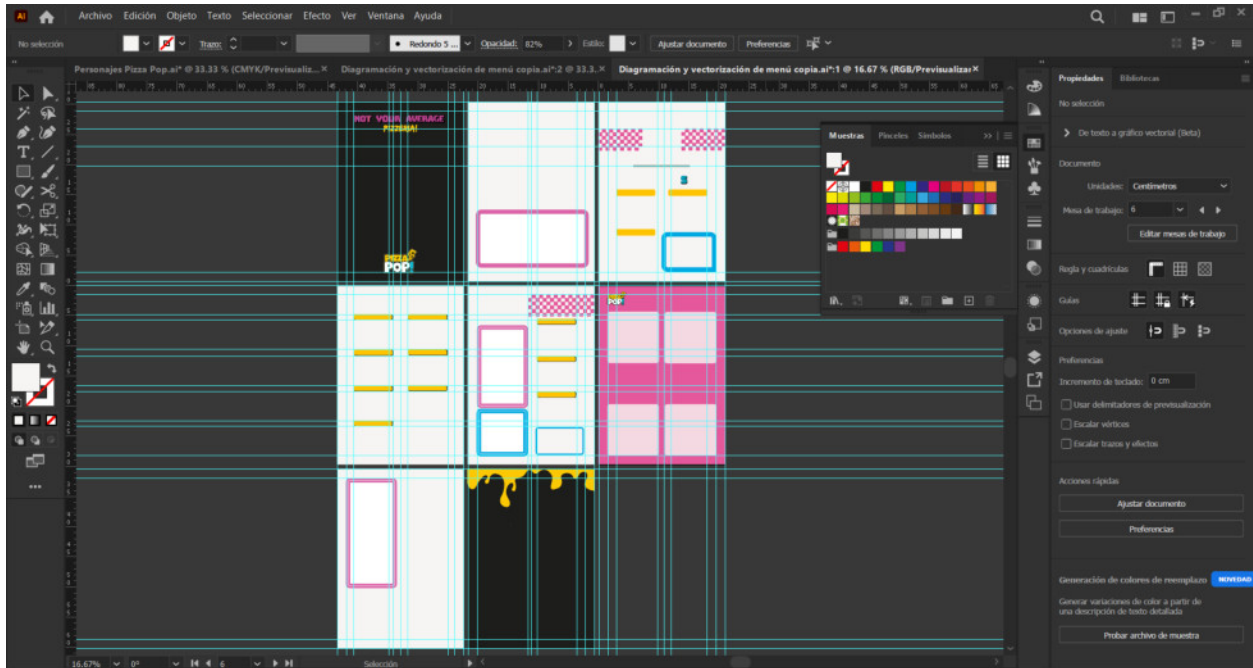 Ai Archivo Edición Objeto Texto Seleccionar Efecto Ver Ventana Ayuda
No selección Trazo: Redondo 5 ... Opacidad: 82% Estilo: Ajustar documento Preferencias
Personajes Pizza Pop.ai* @ 33.33 % (CMYK/Previsualiz... × Diagramación y vectorización de menú copia.ai*:2 @ 33.3... × Diagramación y vectorización de menú copia.ai*:1 @ 16.67 % (RGB/Previsualizar ×
NOT YOUR AVERAGE
PIZZERIA!
PIZZA
POP!
POP
Muestras Pinceles Símbolos
Propiedades Bibliotecas
No selección
De texto a gráfico vectorial (Beta)
Documento
Unidades: Centímetros
Mesa de trabajo: 6
Editar mesas de trabajo
Regla y cuadrículas
Guías
Opciones de ajuste
Preferencias
Incremento de teclado: 0 cm
Usar delimitadores de previsualización
Escalar vértices
Escalar trazos y efectos
Acciones rápidas
Ajustar documento
Preferencias
Generación de colores de reemplazo NOVEDAD
Generar variaciones de color a partir de
una descripción de texto detallada
Probar archivo de muestra
16.67% 0° 6 Selección